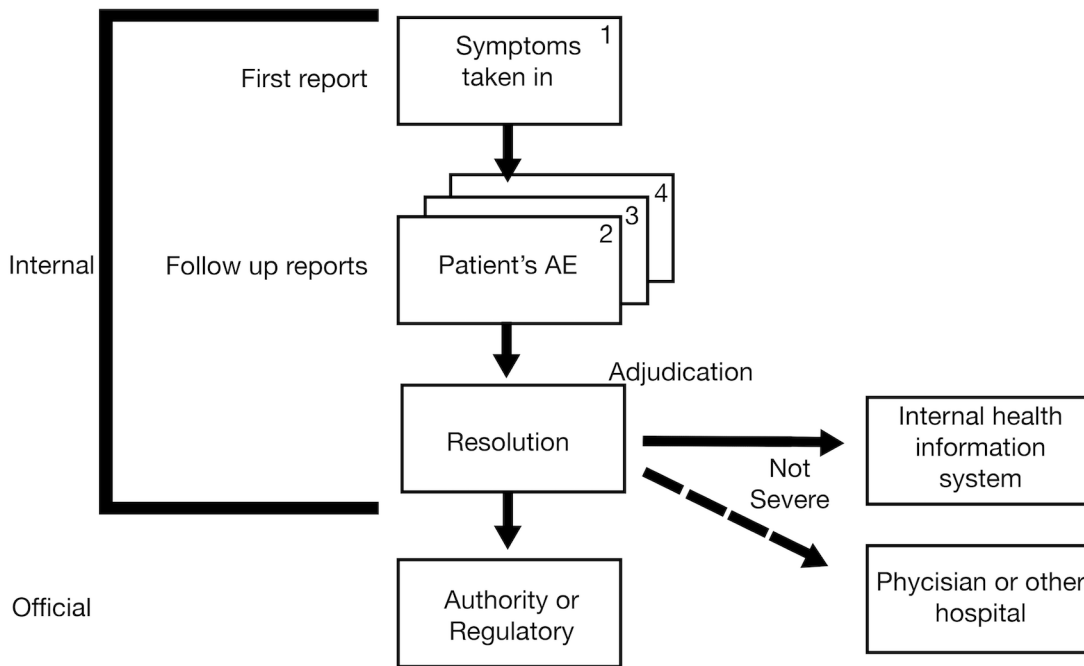 1
Symptoms
taken in
First report
4
3
2
Patient's AE
Internal
Follow up reports
Adjudication
Resolution
Internal health
information
system
Not
Severe
Phycisian or other
hospital
Official
Authority or
Regulatory